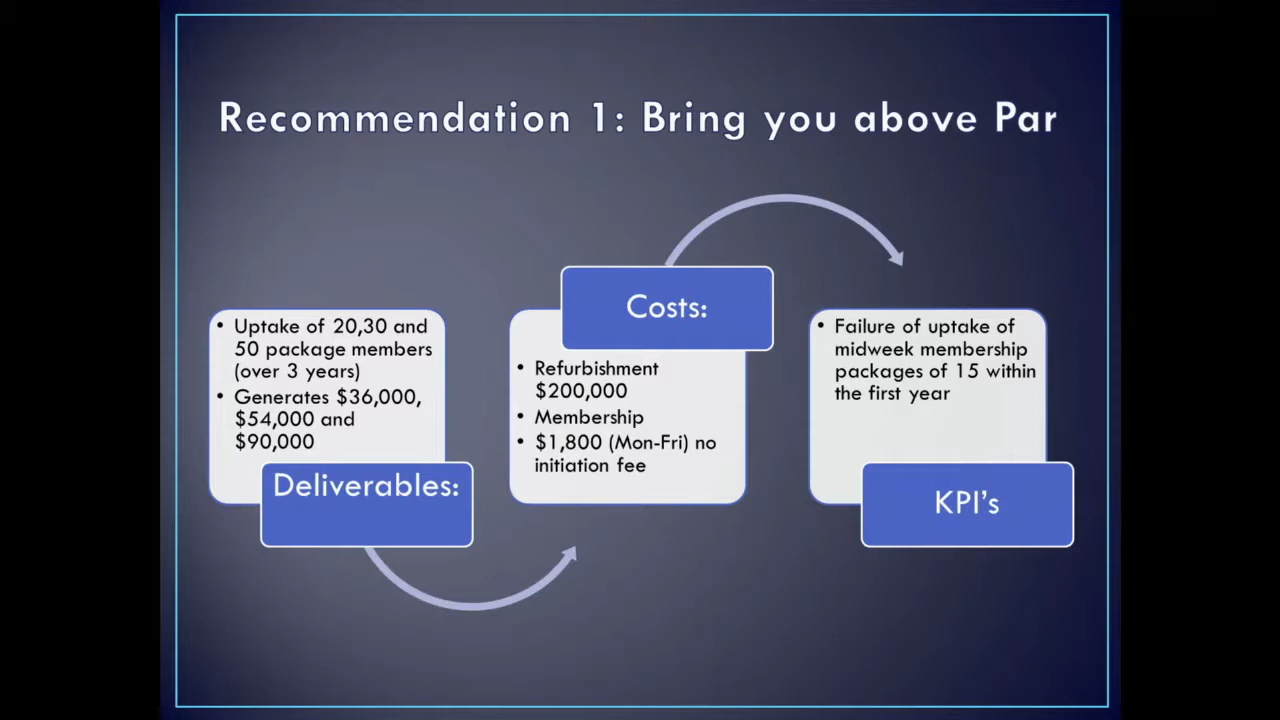 Recommendation 1: Bring you above Par
• Uptake of 20,30 and
50 package members
(over 3 years)
• Generates $36,000,
$54,000 and
$90,000
Deliverables:
Costs:
• Refurbishment
$200,000
• Membership
• $1,800 (Mon-Fri) no
initiation fee
• Failure of uptake of
midweek membership
packages of 15 within
the first year
KPI’s